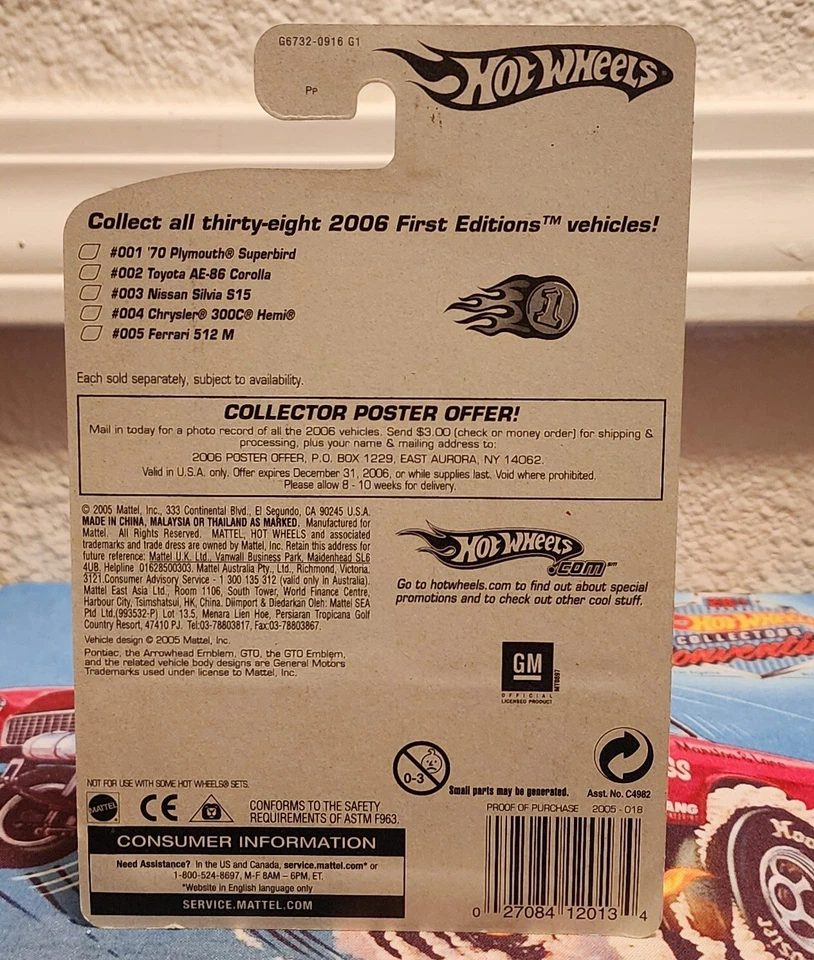 G6732-0916 G1
Pp
HOT WHEELS
Collect all thirty-eight 2006 First Editions™ vehicles!
#001 '70 Plymouth® Superbird
#002 Toyota AE-86 Corolla
#003 Nissan Silvia S15
#004 Chrysler® 300C® Hemi®
#005 Ferrari 512 M
1
Each sold separately, subject to availability.
COLLECTOR POSTER OFFER!
Mail in today for a photo record of all the 2006 vehicles. Send $3.00 (check or money order) for shipping &
processing, plus your name & mailing address to:
2006 POSTER OFFER, P.O. BOX 1229, EAST AURORA, NY 14062.
Valid in U.S.A. only. Offer expires December 31, 2006, or while supplies last. Void where prohibited.
Please allow 8 - 10 weeks for delivery.
© 2005 Mattel, Inc., 333 Continental Blvd., El Segundo, CA 90245 U.S.A.
MADE IN CHINA, MALAYSIA OR THAILAND AS MARKED. Manufactured for
Mattel. All Rights Reserved. MATTEL, HOT WHEELS and associated
trademarks and trade dress are owned by Mattel, Inc. Retain this address for
future reference: Mattel U.K. Ltd., Vanwall Business Park, Maidenhead SL6
4UB. Helpline 01628500303. Mattel Australia Pty., Ltd., Richmond, Victoria.
3121.Consumer Advisory Service - 1 300 135 312 (valid only in Australia).
Mattel East Asia Ltd., Room 1106, South Tower, World Finance Centre,
Harbour City, Tsimshatsui, HK, China. Diimport & Diedarkan Oleh: Mattel SEA
Ptd Ltd.(993532-P) Lot 13.5, Menara Lien Hoe, Persiaran Tropicana Golf
Country Resort, 47410 PJ. Tel:03-78803817, Fax:03-78803867.
Vehicle design © 2005 Mattel, Inc.
Pontiac, the Arrowhead Emblem, GTO, the GTO Emblem,
and the related vehicle body designs are General Motors
Trademarks used under license to Mattel, Inc.
HOT WHEELS
.COM℠
Go to hotwheels.com to find out about special
promotions and to check out other cool stuff.
GM
OFFICIAL
LICENSED PRODUCT
HOT WHEELS
COLLECTORS
Convention
NOT FOR USE WITH SOME HOT WHEELS® SETS.
MATTEL
CE
CONFORMS TO THE SAFETY
REQUIREMENTS OF ASTM F963.
0-3
Small parts may be generated.
Asst. No. C4982
PROOF OF PURCHASE 2005 - 018
0 27084 12013 4
CONSUMER INFORMATION
Need Assistance? In the US and Canada, service.mattel.com* or
1-800-524-8697, M-F 8AM – 6PM, ET.
*Website in English language only
SERVICE.MATTEL.COM
SS